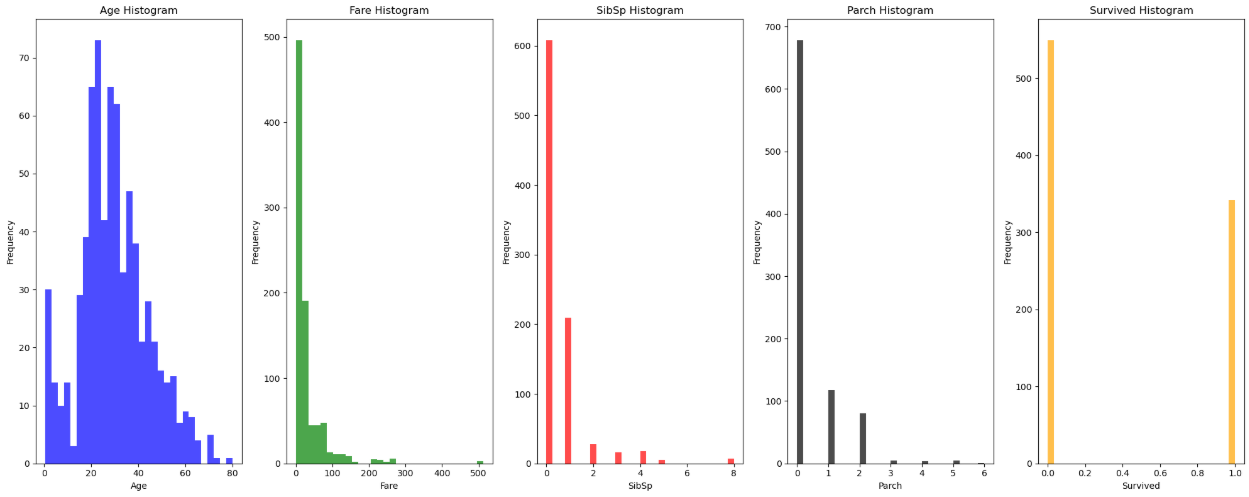 Age Histogram
Frequency
70
60
50
40
30
20
10
0
0 20 40 60 80
Age
Fare Histogram
Frequency
500
400
300
200
100
0
0 100 200 300 400 500
Fare
SibSp Histogram
Frequency
600
500
400
300
200
100
0
0 2 4 6 8
SibSp
Parch Histogram
Frequency
700
600
500
400
300
200
100
0
0 1 2 3 4 5 6
Parch
Survived Histogram
Frequency
500
400
300
200
100
0
0.0 0.2 0.4 0.6 0.8 1.0
Survived